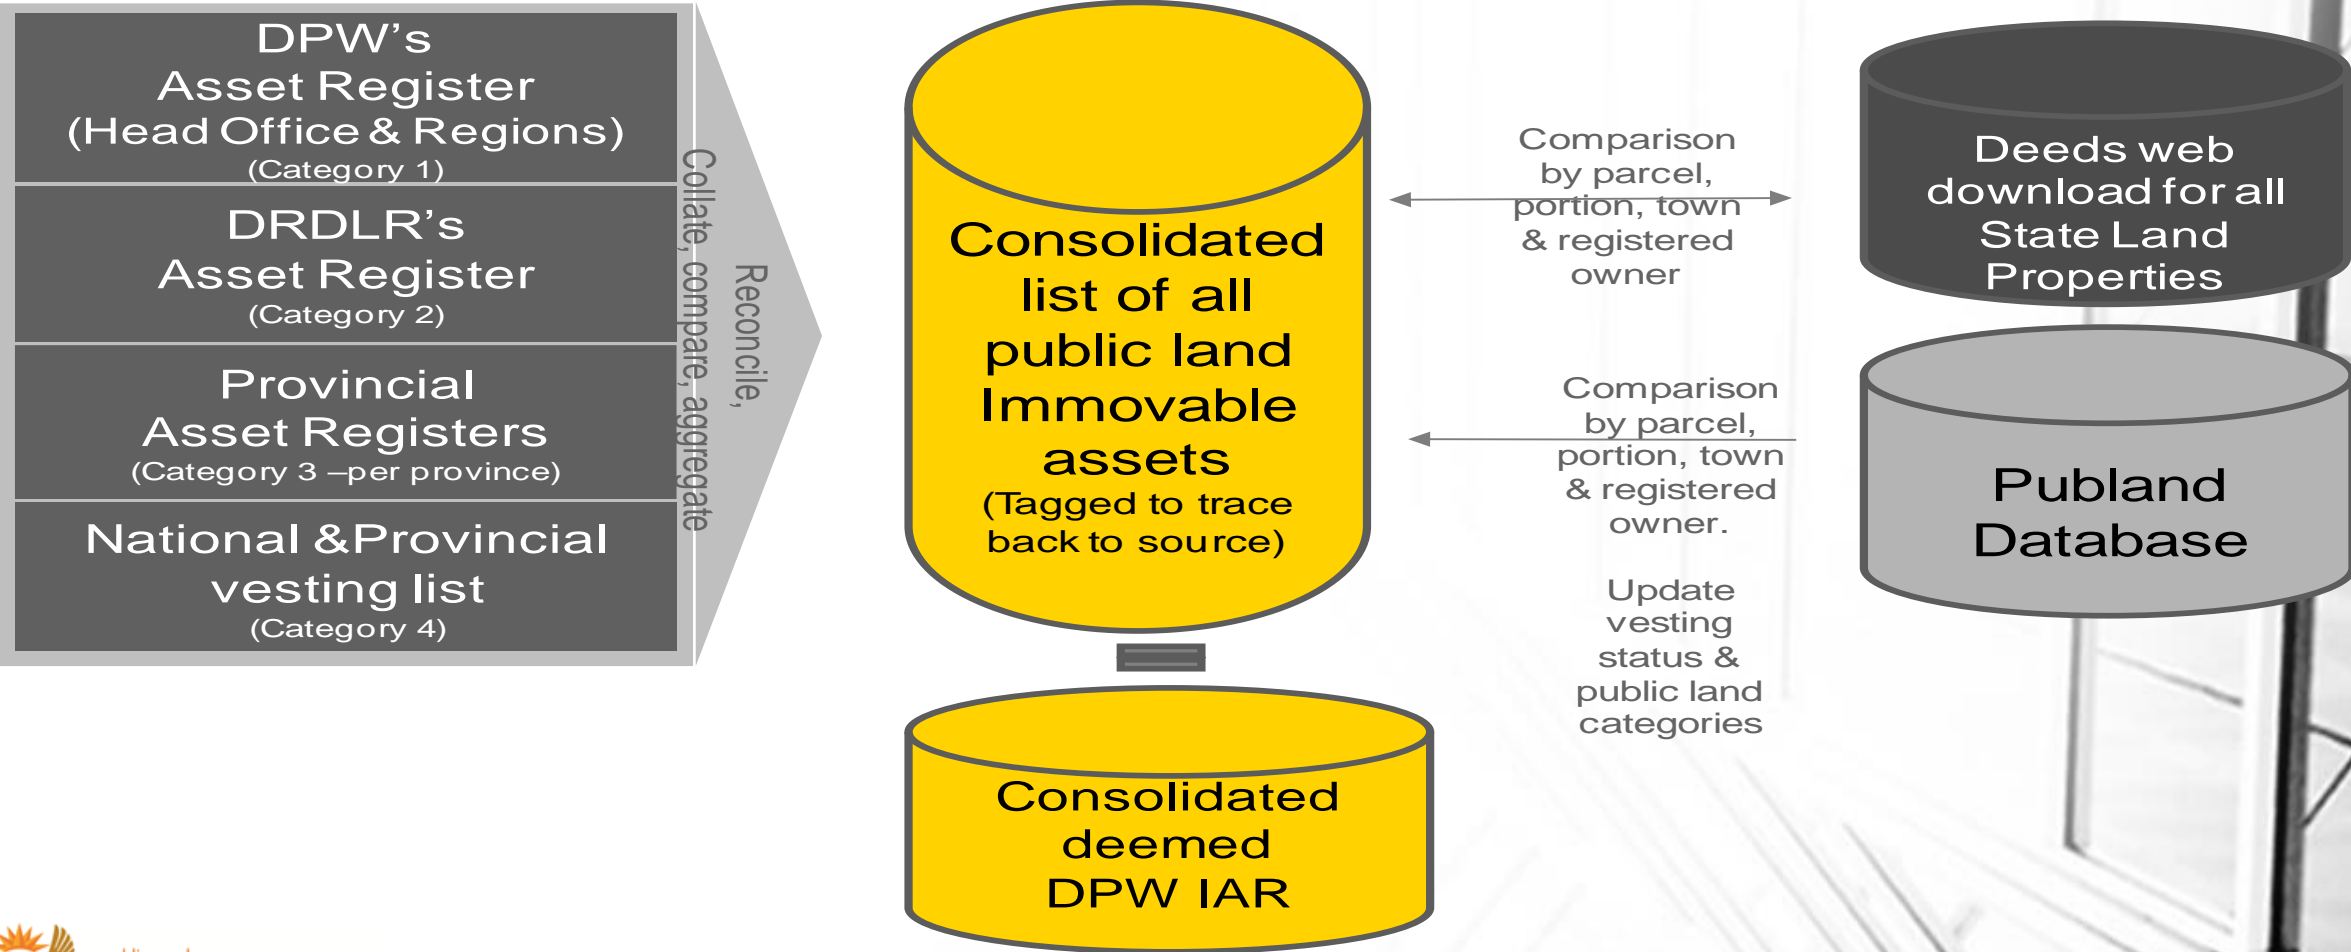 DPW’s
Asset Register
(Head Office & Regions)
(Category 1)
DRDLR’s
Asset Register
(Category 2)
Provincial
Asset Registers
(Category 3 –per province)
National &Provincial
vesting list
(Category 4)
Reconcile,
Collate, compare, aggregate
Consolidated
list of all
public land
Immovable
assets
(Tagged to trace
back to source)
Consolidated
deemed
DPW IAR
Comparison
by parcel,
portion, town
& registered
owner
Comparison
by parcel,
portion, town
& registered
owner.
Update
vesting
status &
public land
categories
Deeds web
download for all
State Land
Properties
Publand
Database